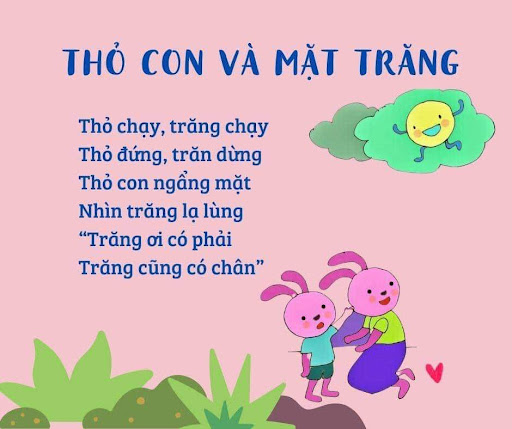 THỎ CON VÀ MẶT TRĂNG
Thỏ chạy, trăng chạy
Thỏ đứng, trăn dừng
Thỏ con ngẩng mặt
Nhìn trăng lạ lùng
“Trăng ơi có phải
Trăng cũng có chân”